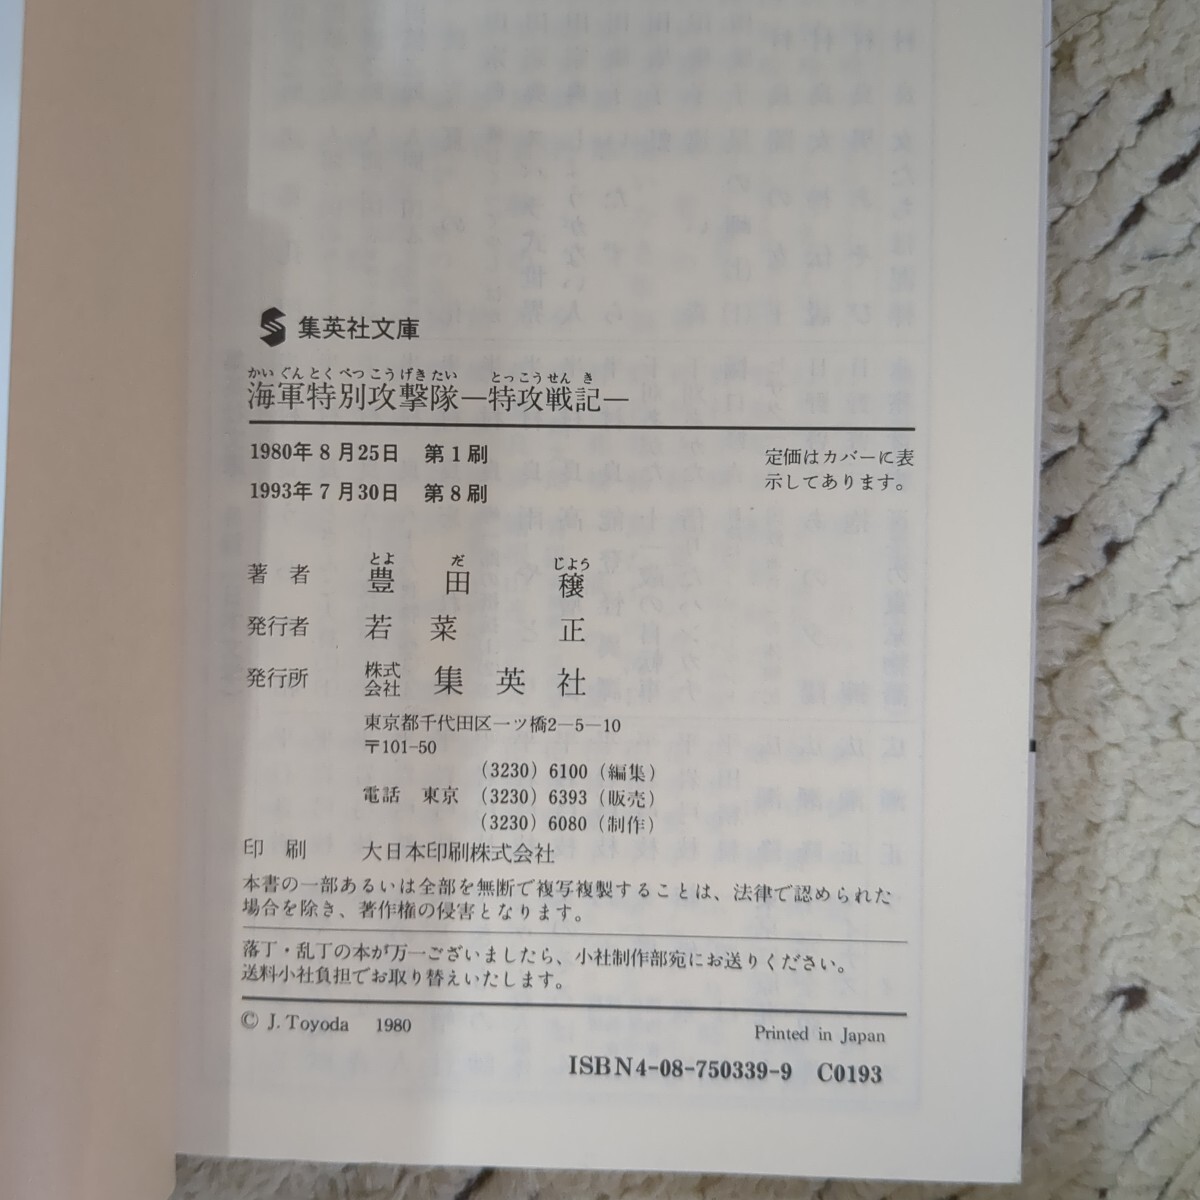 集英社文庫
かいぐんとくべつこうげきたい とっこうせんき
海軍特別攻撃隊―特攻戦記―
1980年8月25日 第1刷
1993年7月30日 第8刷
定価はカバーに表
示してあります。
とよ だ じよう
著者 豊田 穣
発行者 若菜 正
発行所 株式会社 集英社
東京都千代田区一ツ橋2―5―10
〒101-50
(3230) 6100 (編集)
電話 東京 (3230) 6393 (販売)
(3230) 6080 (制作)
印刷 大日本印刷株式会社
本書の一部あるいは全部を無断で複写複製することは、法律で認められた
場合を除き、著作権の侵害となります。
落丁・乱丁の本が万一ございましたら、小社制作部宛にお送りください。
送料小社負担でお取り替えいたします。
© J. Toyoda 1980
Printed in Japan
ISBN4-08-750339-9 C0193